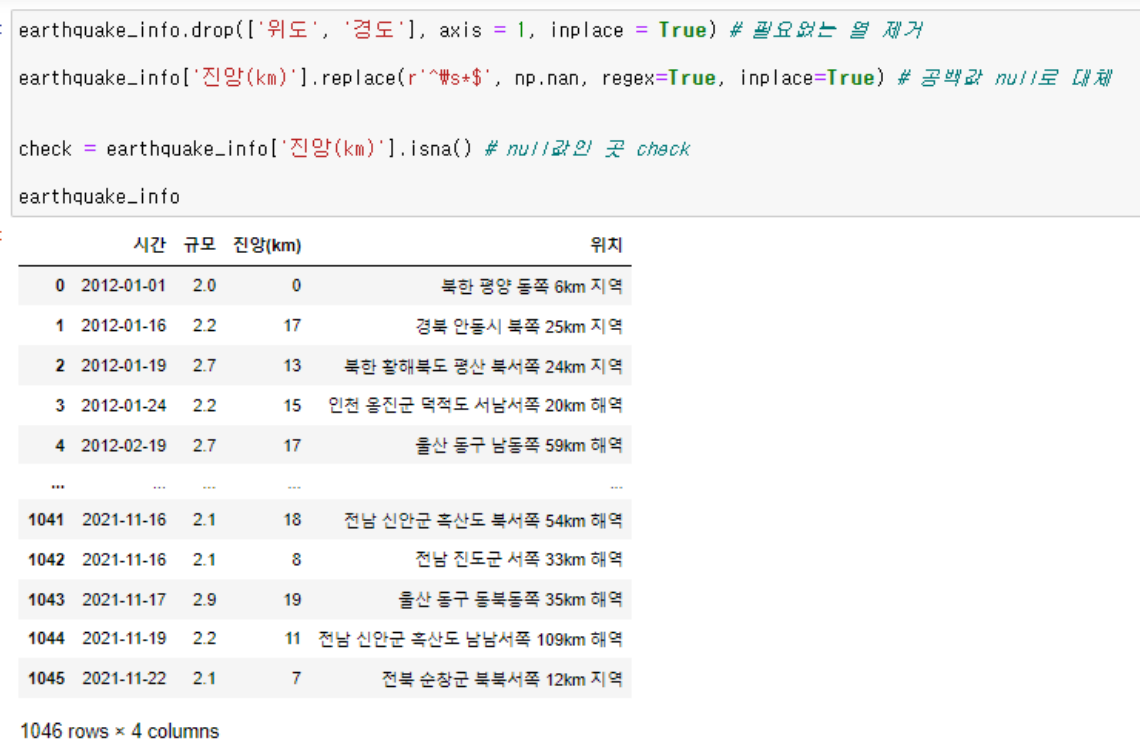 earthquake_info.drop(['위도', '경도'], axis = 1, inplace = True) # 필요없는 열 제거
earthquake_info['진앙(km)'].replace(r'^₩s*$', np.nan, regex=True, inplace=True) # 공백값 null로 대체
check = earthquake_info['진앙(km)'].isna() # null값인 곳 check
earthquake_info
시간 규모 진앙(km) 위치
0 2012-01-01 2.0 0 북한 평양 동쪽 6km 지역
1 2012-01-16 2.2 17 경북 안동시 북쪽 25km 지역
2 2012-01-19 2.7 13 북한 황해북도 평산 북서쪽 24km 지역
3 2012-01-24 2.2 15 인천 옹진군 덕적도 서남서쪽 20km 해역
4 2012-02-19 2.7 17 울산 동구 남동쪽 59km 해역
... ... ... ... ...
1041 2021-11-16 2.1 18 전남 신안군 흑산도 북서쪽 54km 해역
1042 2021-11-16 2.1 8 전남 진도군 서쪽 33km 해역
1043 2021-11-17 2.9 19 울산 동구 동북동쪽 35km 해역
1044 2021-11-19 2.2 11 전남 신안군 흑산도 남남서쪽 109km 해역
1045 2021-11-22 2.1 7 전북 순창군 북북서쪽 12km 지역
1046 rows × 4 columns